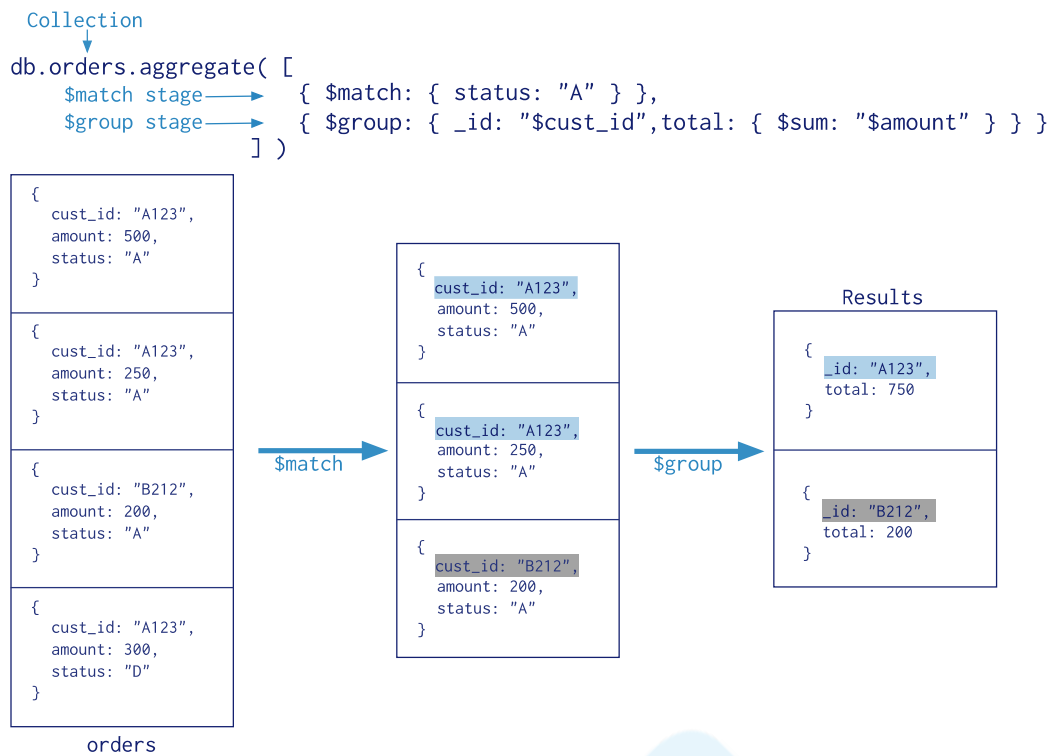 Collection
db.orders.aggregate( [
$match stage { $match: { status: "A" } },
$group stage { $group: { _id: "$cust_id",total: { $sum: "$amount" } } }
] )
{
cust_id: "A123",
amount: 500,
status: "A"
}
{
cust_id: "A123",
amount: 250,
status: "A"
}
{
cust_id: "B212",
amount: 200,
status: "A"
}
{
cust_id: "A123",
amount: 300,
status: "D"
}
orders
$match
{
cust_id: "A123",
amount: 500,
status: "A"
}
{
cust_id: "A123",
amount: 250,
status: "A"
}
{
cust_id: "B212",
amount: 200,
status: "A"
}
$group
Results
{
_id: "A123",
total: 750
}
{
_id: "B212",
total: 200
}